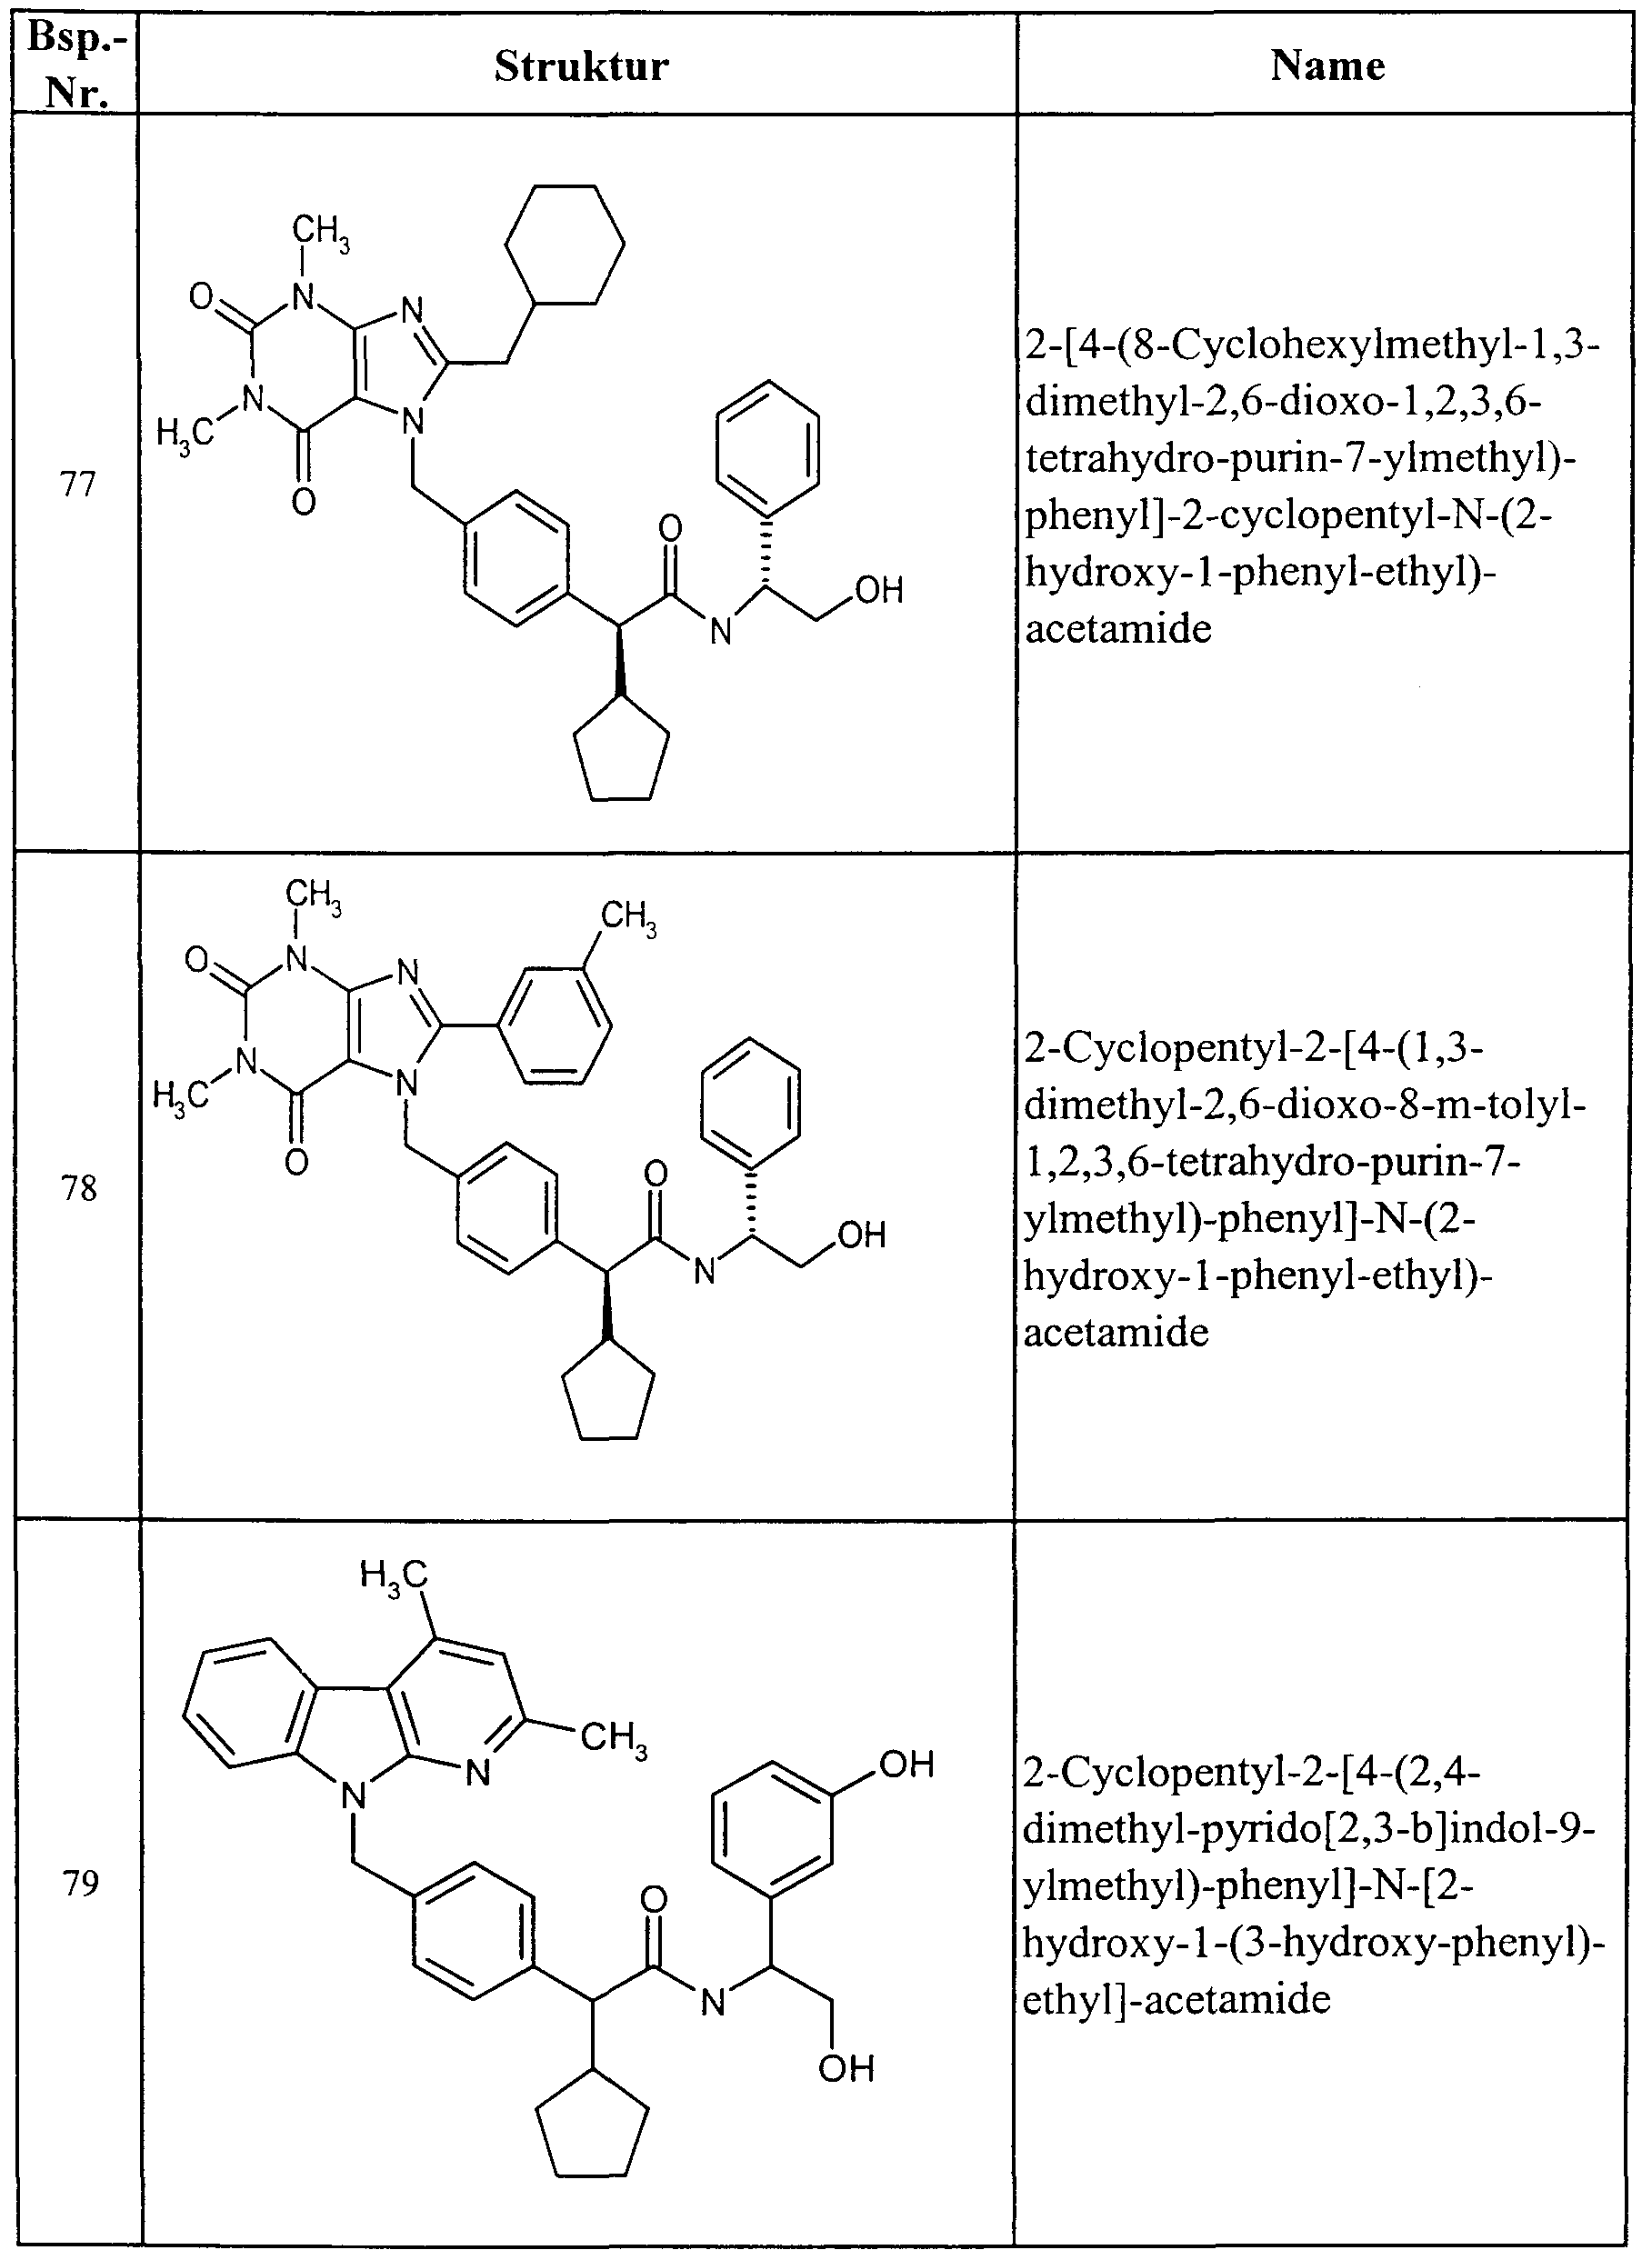 Bsp.-
Nr.
Struktur
Name
77
CH3
O
N
N
N
N
H3C
O
O
N
OH
2-[4-(8-Cyclohexylmethyl-1,3-
dimethyl-2,6-dioxo-1,2,3,6-
tetrahydro-purin-7-ylmethyl)-
phenyl]-2-cyclopentyl-N-(2-
hydroxy-1-phenyl-ethyl)-
acetamide
78
CH3
CH3
O
N
N
N
N
H3C
O
O
N
OH
2-Cyclopentyl-2-[4-(1,3-
dimethyl-2,6-dioxo-8-m-tolyl-
1,2,3,6-tetrahydro-purin-7-
ylmethyl)-phenyl]-N-(2-
hydroxy-1-phenyl-ethyl)-
acetamide
79
H3C
CH3
N
N
OH
O
N
OH
2-Cyclopentyl-2-[4-(2,4-
dimethyl-pyrido[2,3-b]indol-9-
ylmethyl)-phenyl]-N-[2-
hydroxy-1-(3-hydroxy-phenyl)-
ethyl]-acetamide